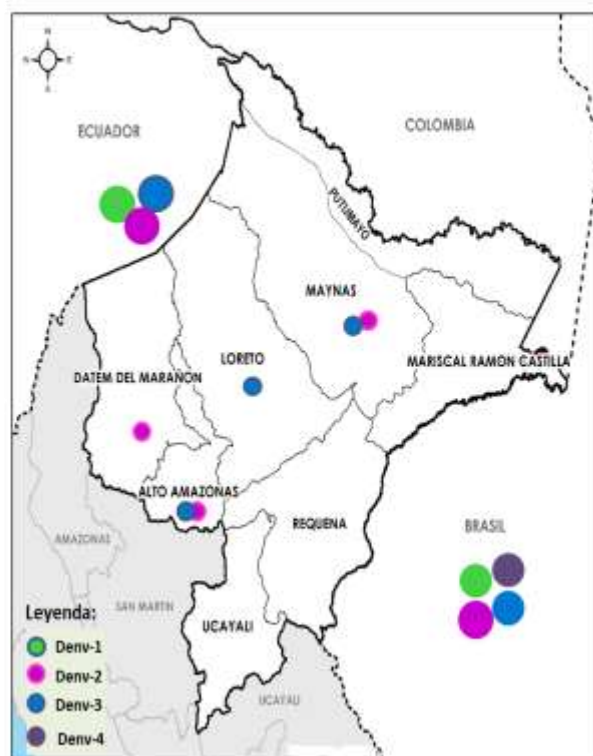 N
N E
S
ECUADOR
COLOMBIA
PUTUMAYO
MAYNAS
LORETO
MARISCAL RAMON CASTILLA
DATEM DEL MARAÑON
ALTO AMAZONAS
REQUENA
BRASIL
AMAZONAS
SAN MARTIN
UCAYALI
UCAYALI
Leyenda:
Denv-1
Denv-2
Denv-3
Denv-4